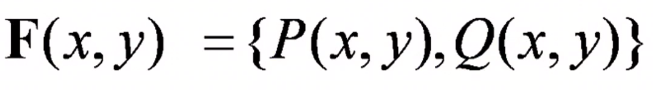 F(x, y) = {P(x, y), Q(x, y)}